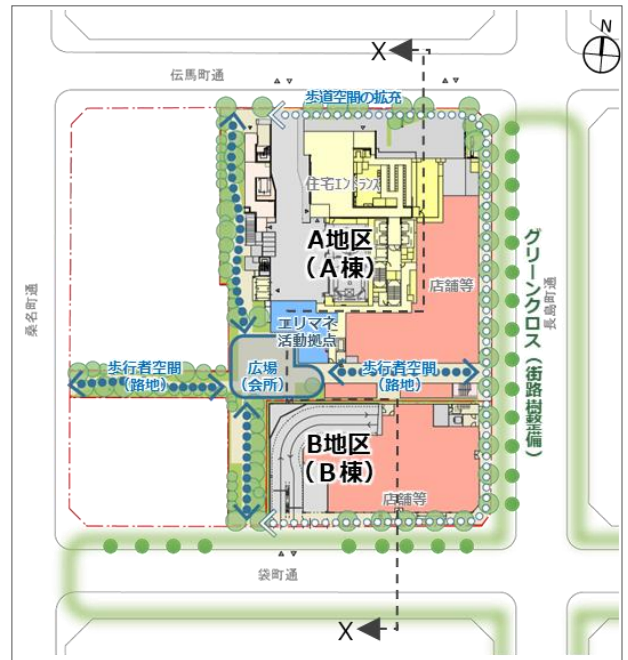 X
N
伝馬町通
歩道空間の拡充
住宅エントランス
A地区
(A棟)
店舗等
桑名町通
長島町通
グリーンクロス(街路樹整備)
エリマネ
活動拠点
歩行者空間
(路地)
広場
(会所)
歩行者空間
(路地)
B地区
(B棟)
店舗等
袋町通
X